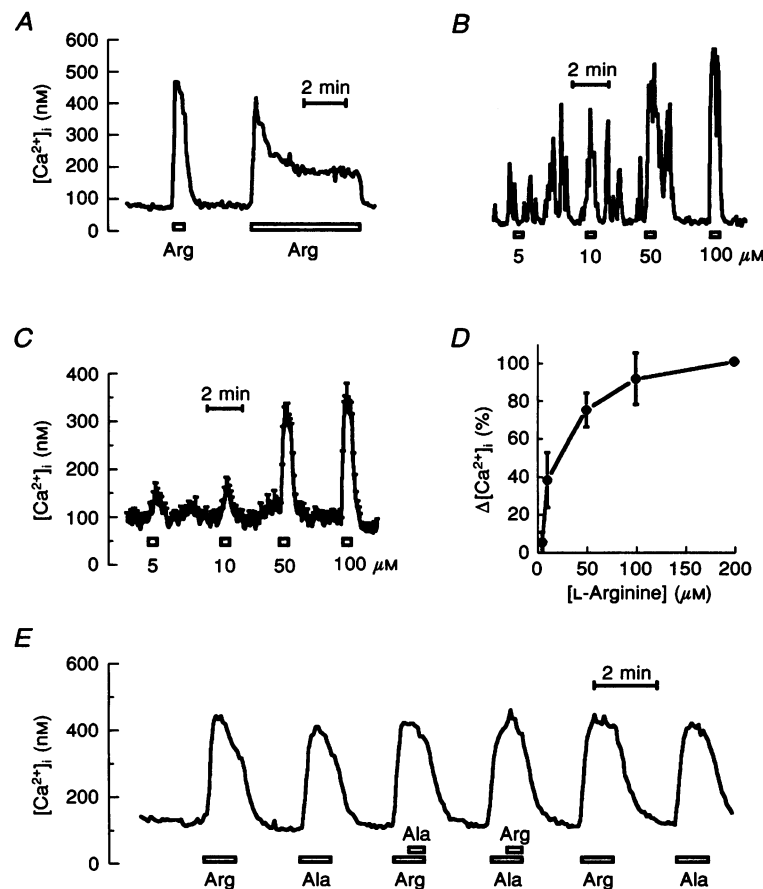 A
600
500
400
300
200
100
0
[Ca²⁺]ᵢ (nM)
2 min
Arg
Arg
B
2 min
5
10
50
100 μM
C
400
300
200
100
0
[Ca²⁺]ᵢ (nM)
2 min
5
10
50
100 μM
D
100
80
60
40
20
0
Δ[Ca²⁺]ᵢ (%)
0
50
100
150
200
[L-Arginine] (μM)
E
600
400
200
0
[Ca²⁺]ᵢ (nM)
2 min
Ala
Arg
Arg
Ala
Arg
Ala
Arg
Ala